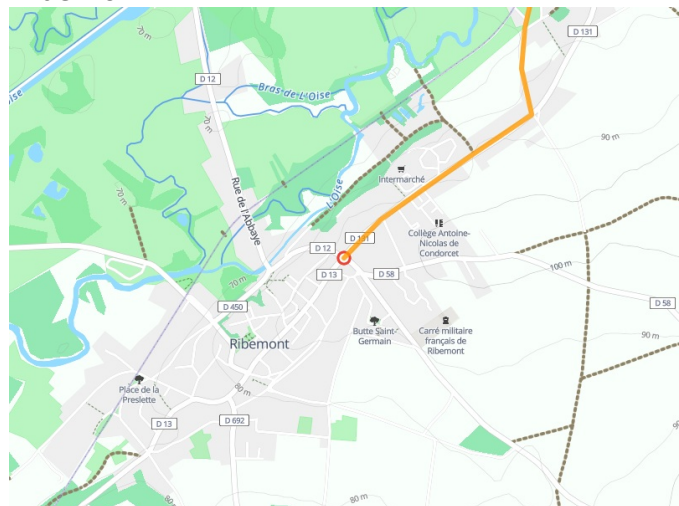 70 m
D 131
D 12
Bras de L'Oise
Oise
70 m
90 m
Intermarché
70 m
Rue de l'Abbaye
L'Oise
Collège Antoine-
Nicolas de
Condorcet
D 12
D 131
100 m
D 13
D 58
70 m
D 58
D 450
Butte Saint-
Germain
Carré militaire
français de
Ribemont
90 m
Ribemont
Place de la
Preslette
80 m
D 13
D 692
80 m
80 m